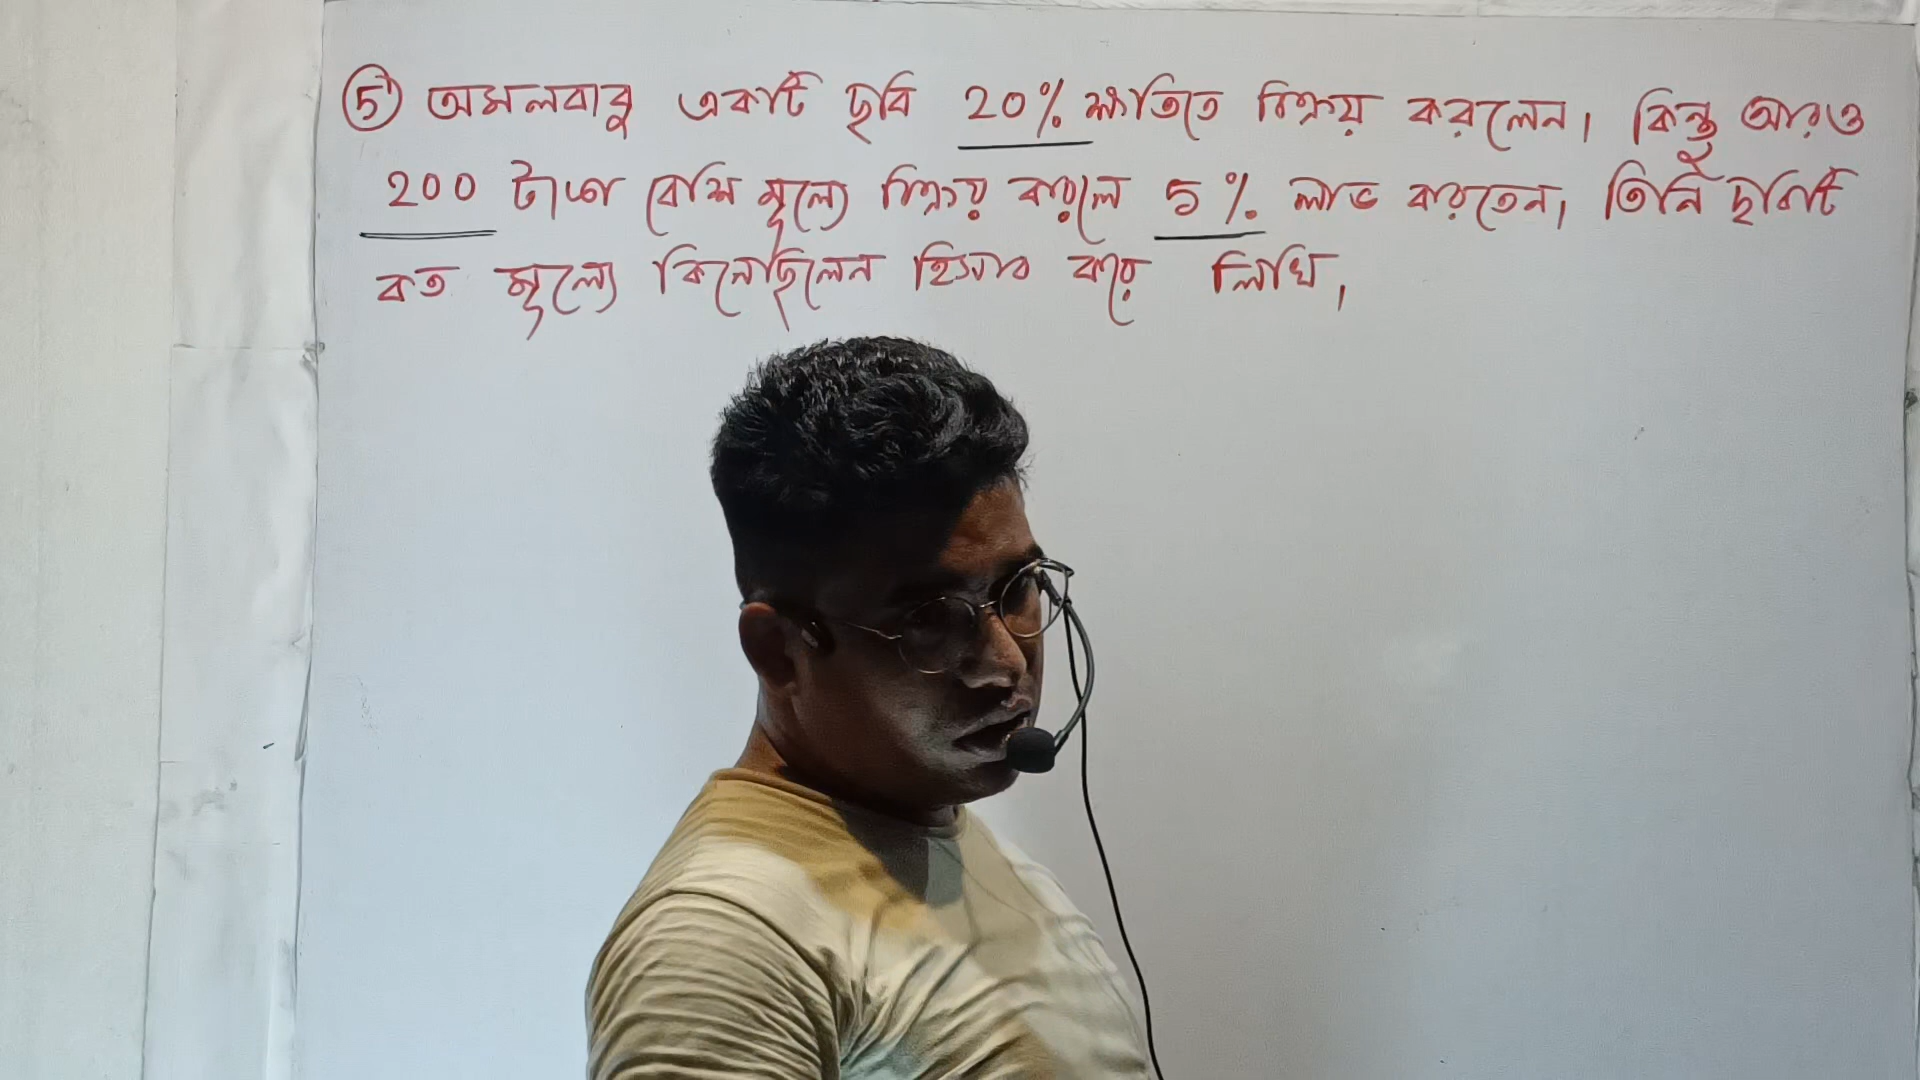 ⑤ অমলবাবু একটি ছবি 20% ক্ষতিতে বিক্রয় করলেন। কিন্তু আরও
200 টাকা বেশি মূল্যে বিক্রয় করলে 5% লাভ করতেন। তিনি ছবিটি
কত মূল্যে কিনেছিলেন হিসাব করে লিখি।